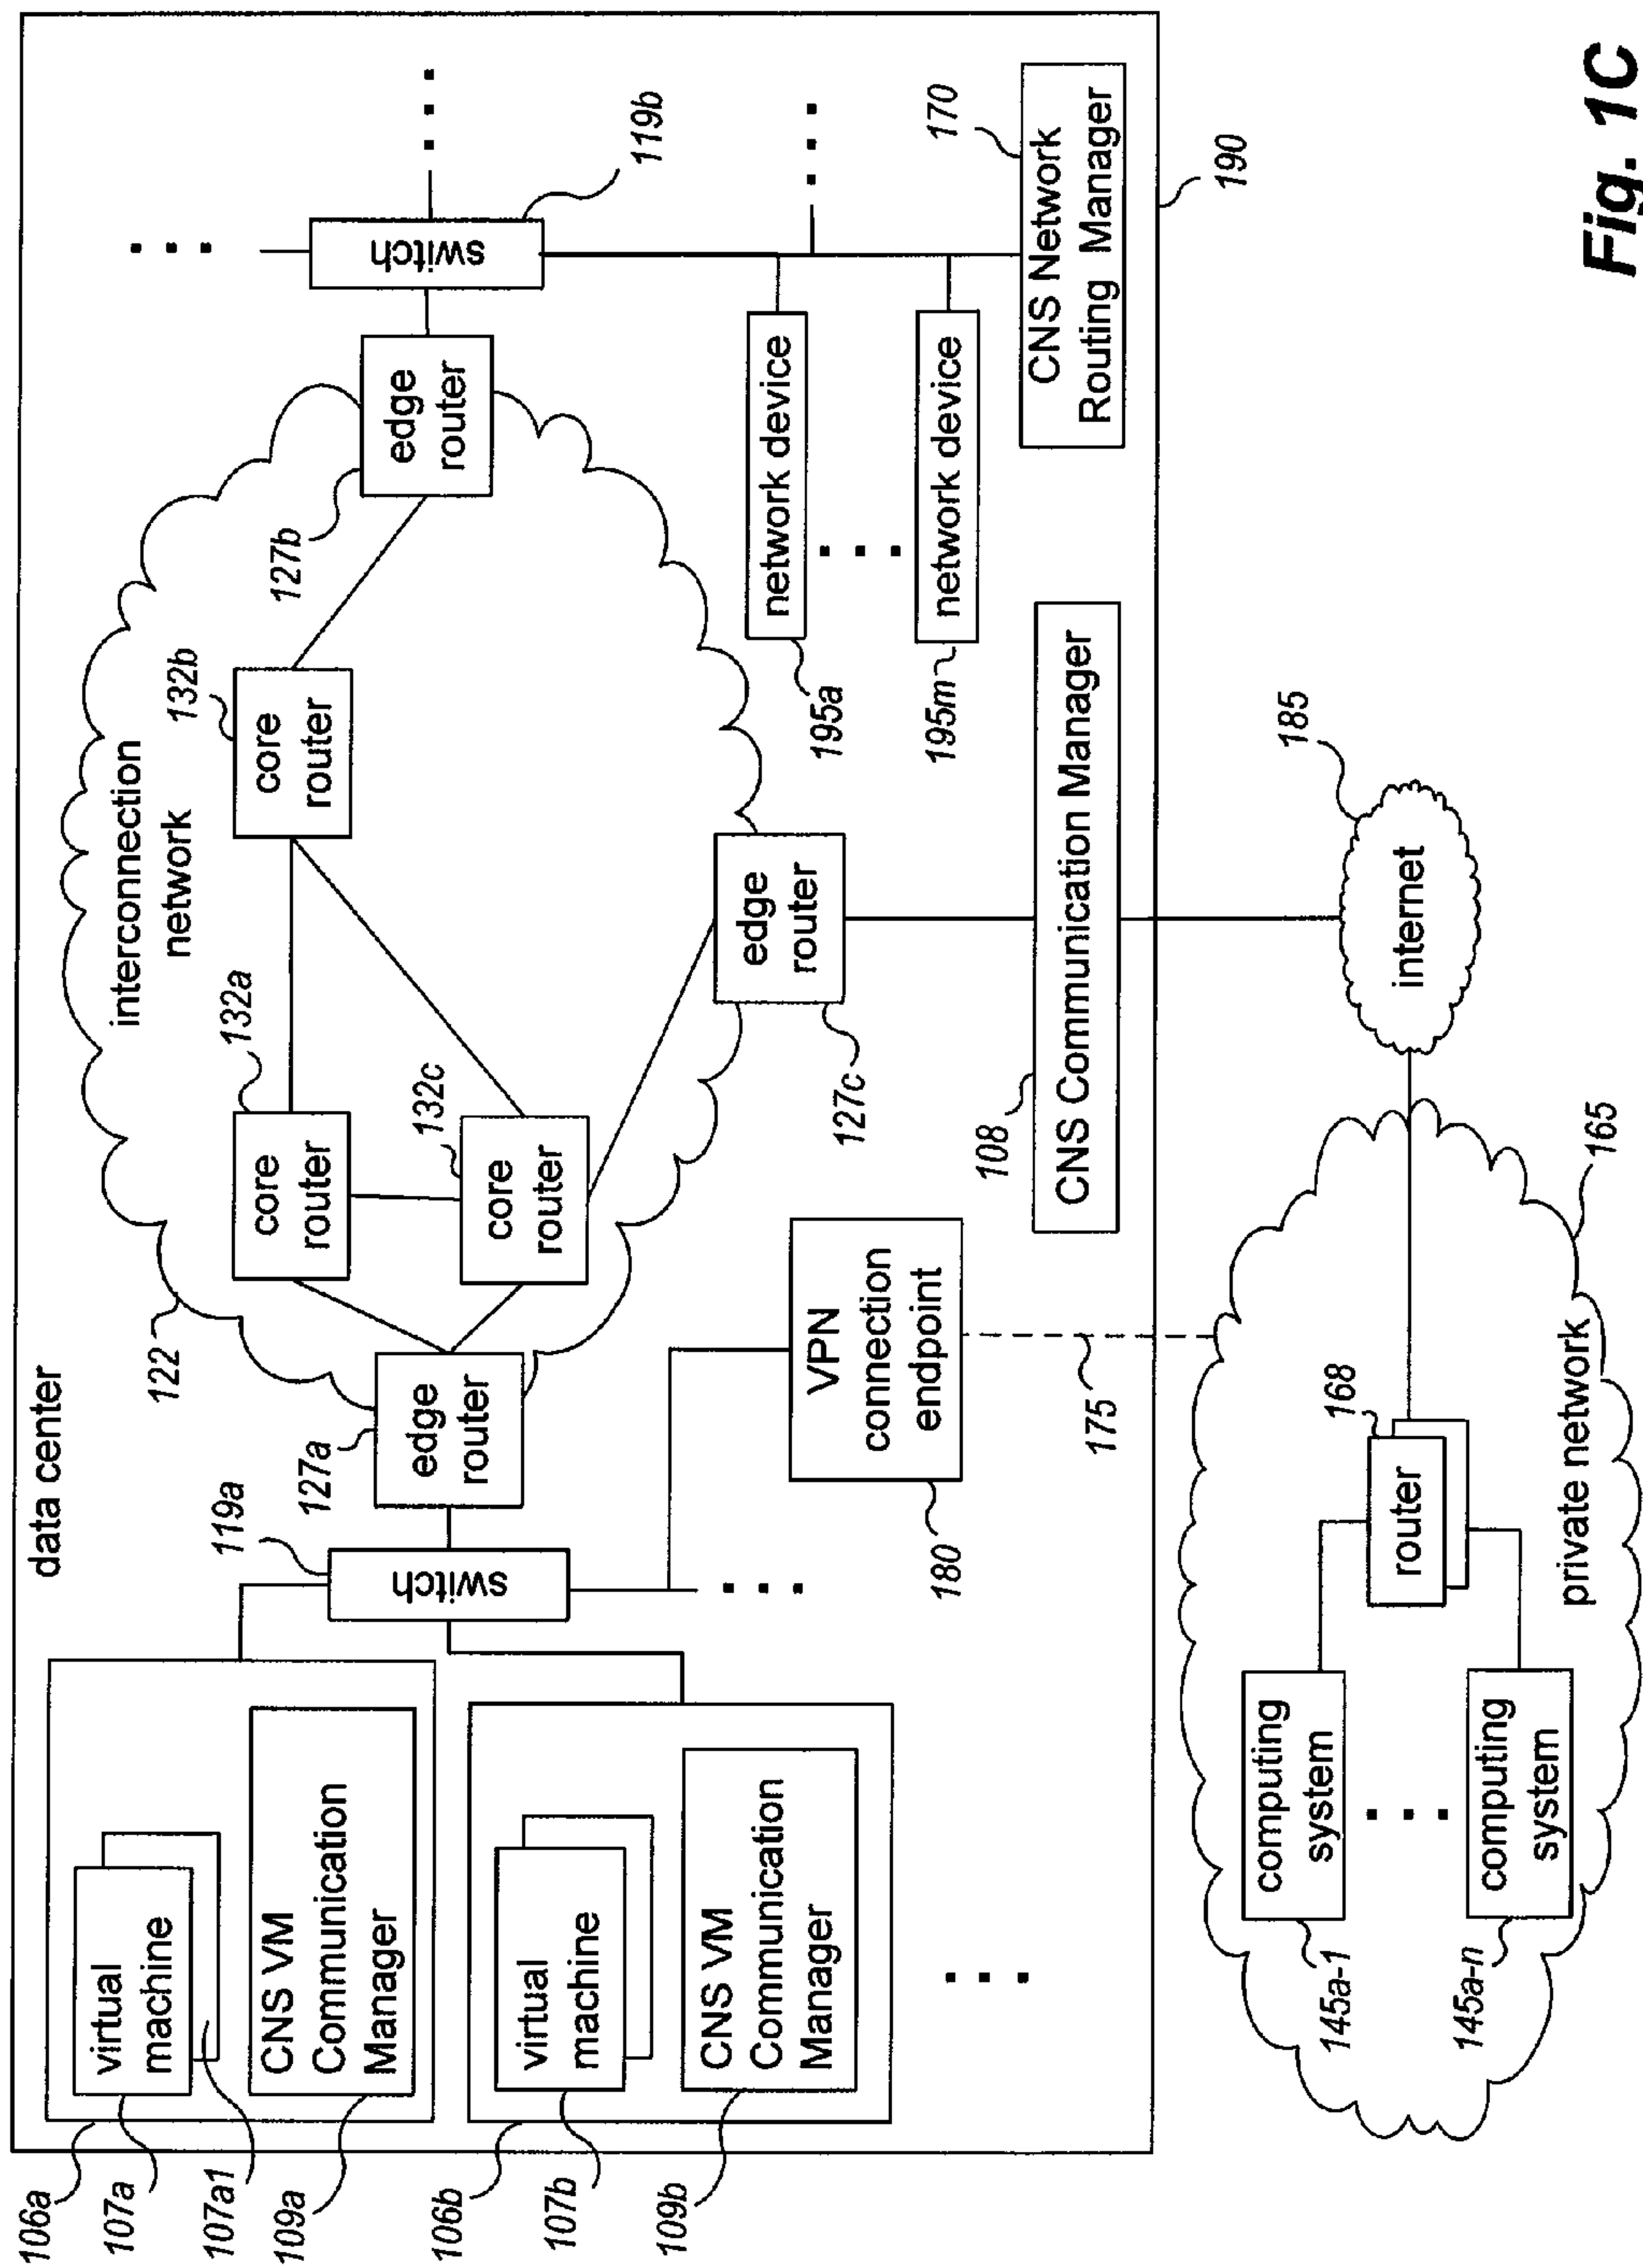 data center
106a
107a
107a1
109a
virtual
machine
CNS VM
Communication
Manager
106b
107b
109b
virtual
machine
CNS VM
Communication
Manager
119a
switch
127a
edge
router
122
interconnection
network
132a
core
router
132b
core
router
132c
core
router
127b
edge
router
127c
edge
router
switch
119b
VPN
connection
endpoint
180
175
network device
195a
network device
195m
CNS Network
Routing Manager
170
108
CNS Communication Manager
190
internet
185
165
168
router
computing
system
145a-1
computing
system
145a-n
private network
Fig. 1C